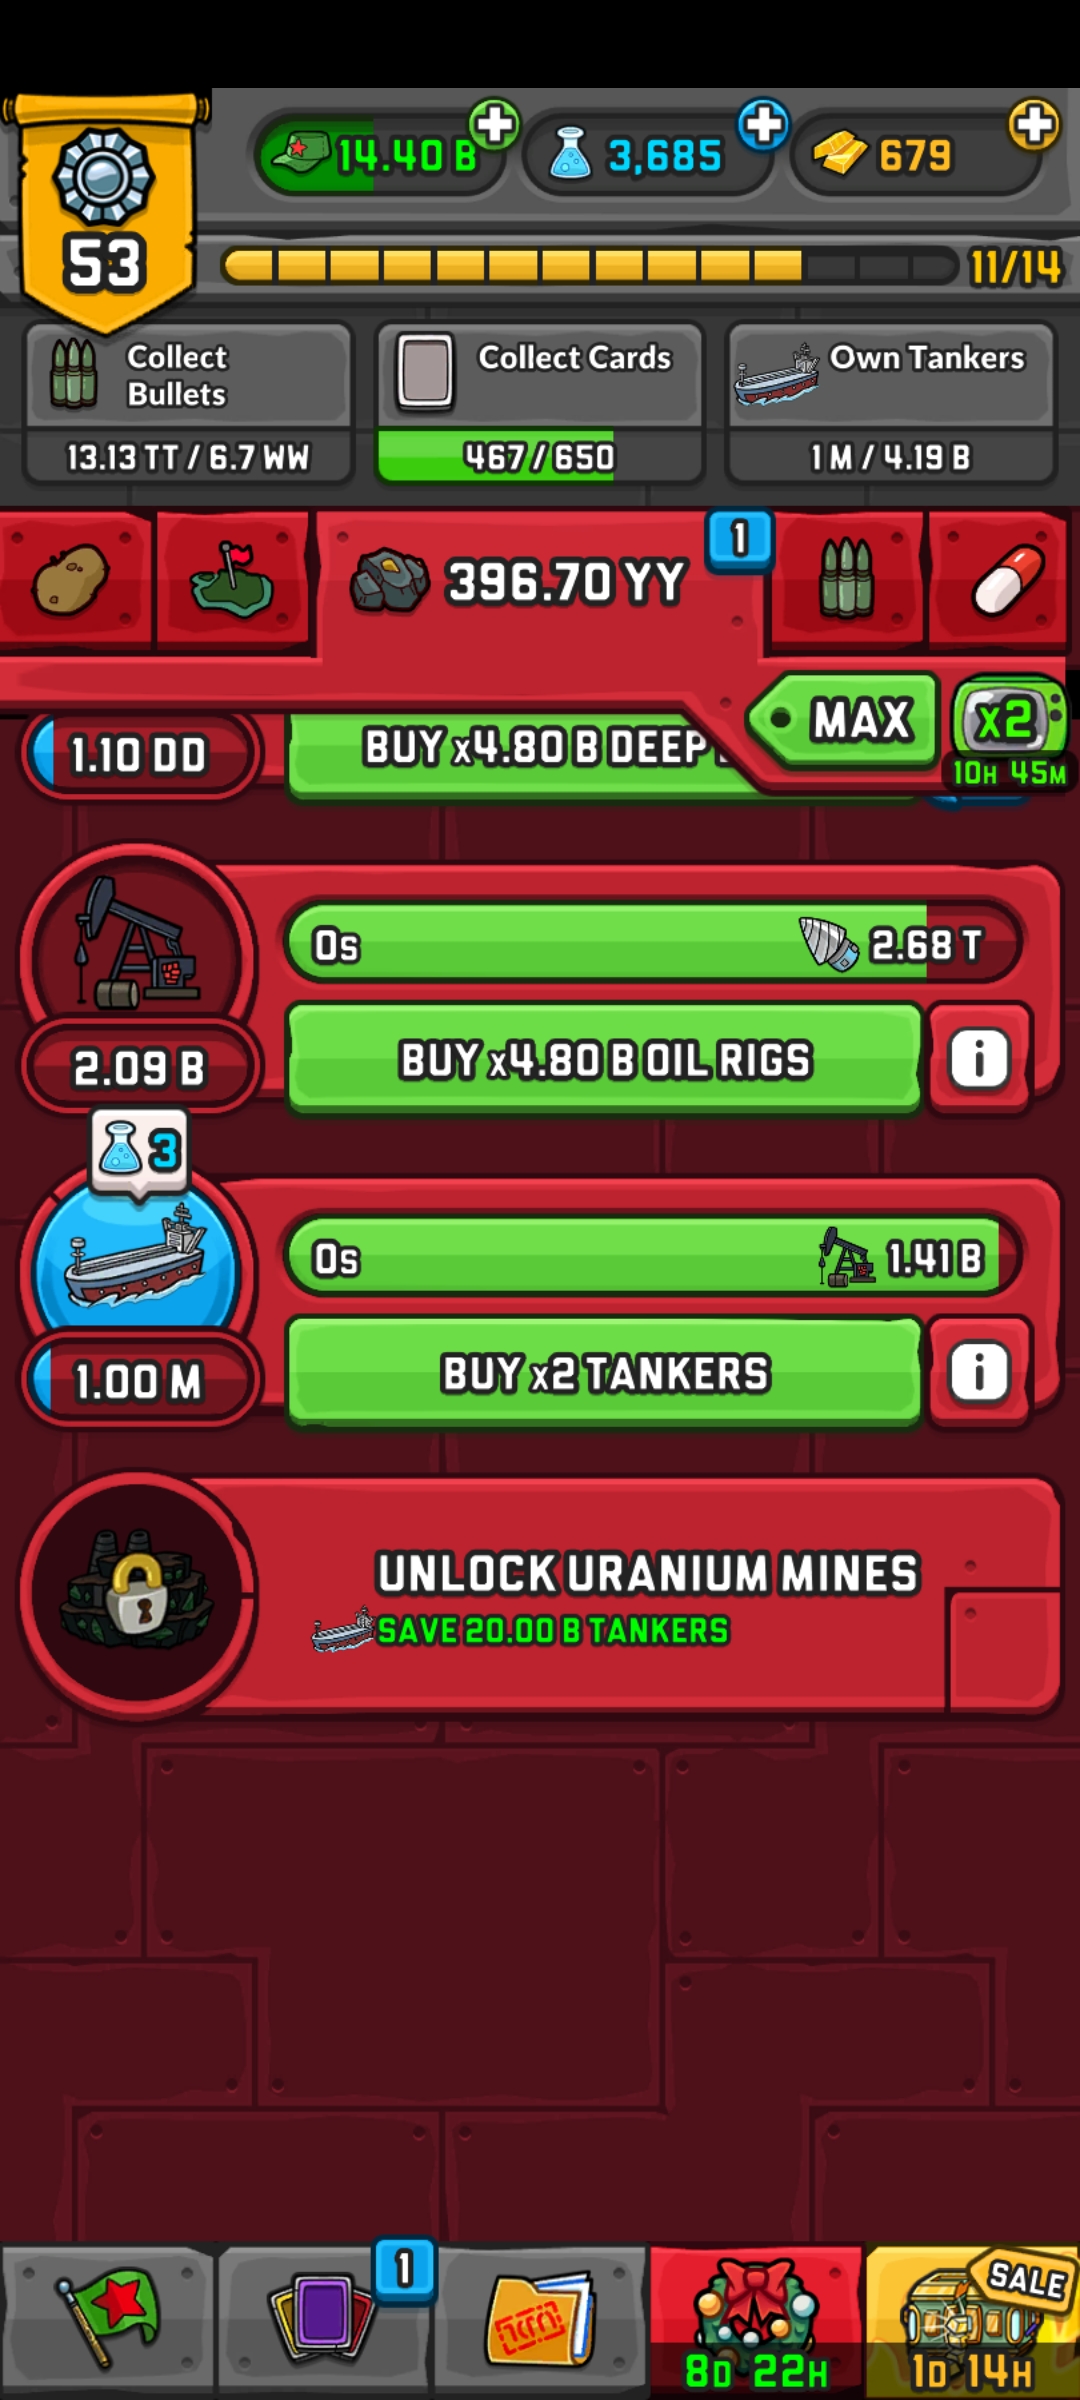 14.40 B
3,685
679
53
11/14
Collect
Bullets
13.13 TT / 6.7 WW
Collect Cards
467/650
Own Tankers
1 M / 4.19 B
396.70 YY
1
MAX
x2
10H 45M
1.10 DD
BUY x4.80 B DEEP
0s
2.68 T
2.09 B
BUY x4.80 B OIL RIGS
i
3
0s
1.41 B
1.00 M
BUY x2 TANKERS
i
UNLOCK URANIUM MINES
SAVE 20.00 B TANKERS
1
SALE
8D 22H
1D 14H